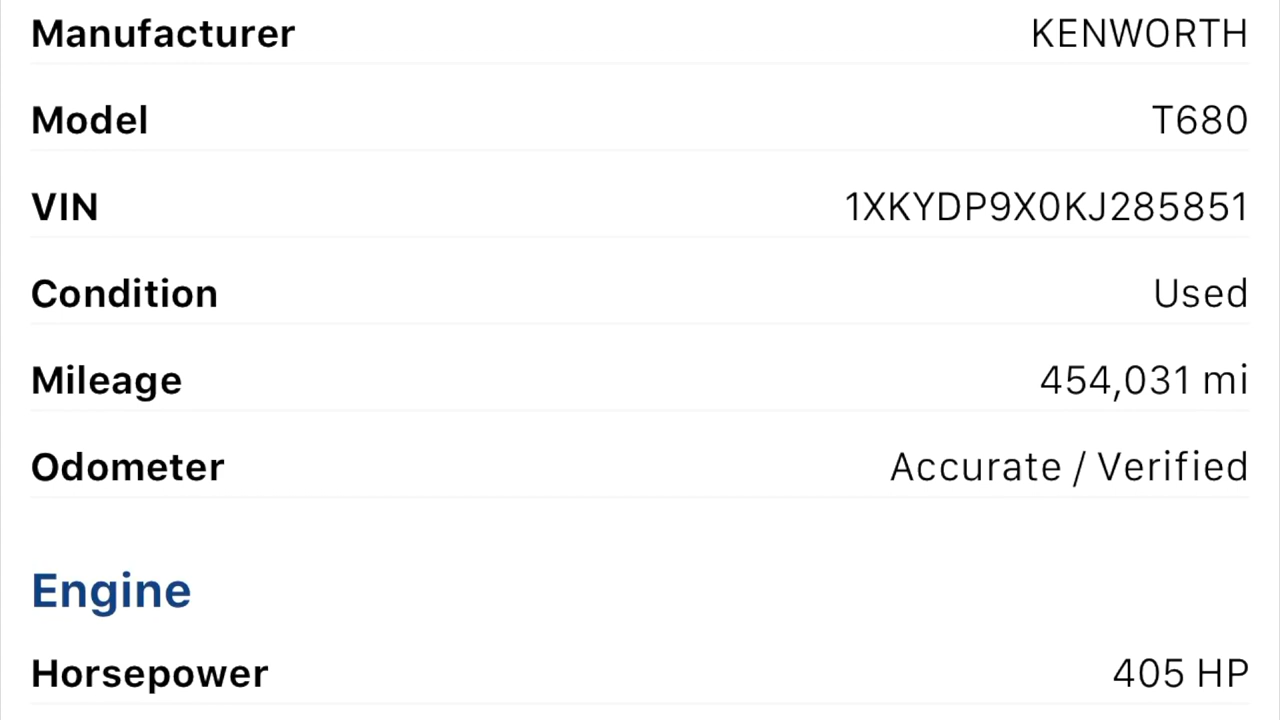 Manufacturer KENWORTH
Model T680
VIN 1XKYDP9X0KJ285851
Condition Used
Mileage 454,031 mi
Odometer Accurate / Verified
Engine
Horsepower 405 HP